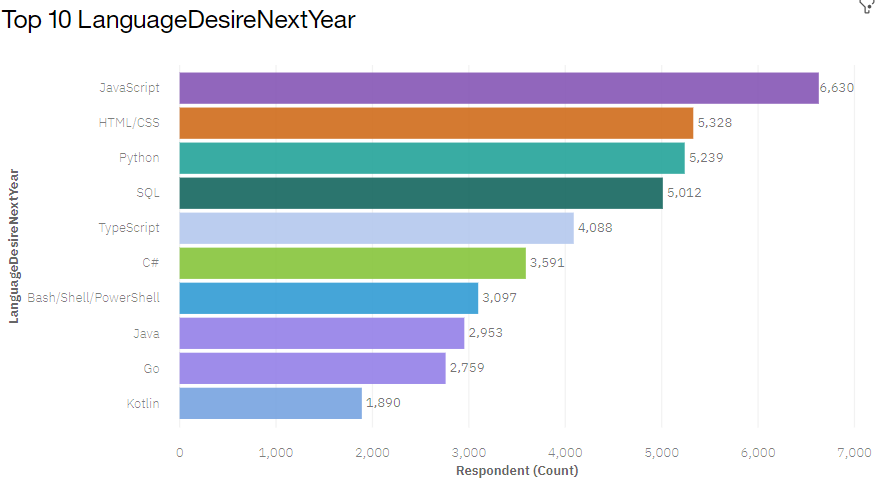 Top 10 LanguageDesireNextYear
LanguageDesireNextYear
JavaScript 6,630
HTML/CSS 5,328
Python 5,239
SQL 5,012
TypeScript 4,088
C# 3,591
Bash/Shell/PowerShell 3,097
Java 2,953
Go 2,759
Kotlin 1,890
0 1,000 2,000 3,000 4,000 5,000 6,000 7,000
Respondent (Count)